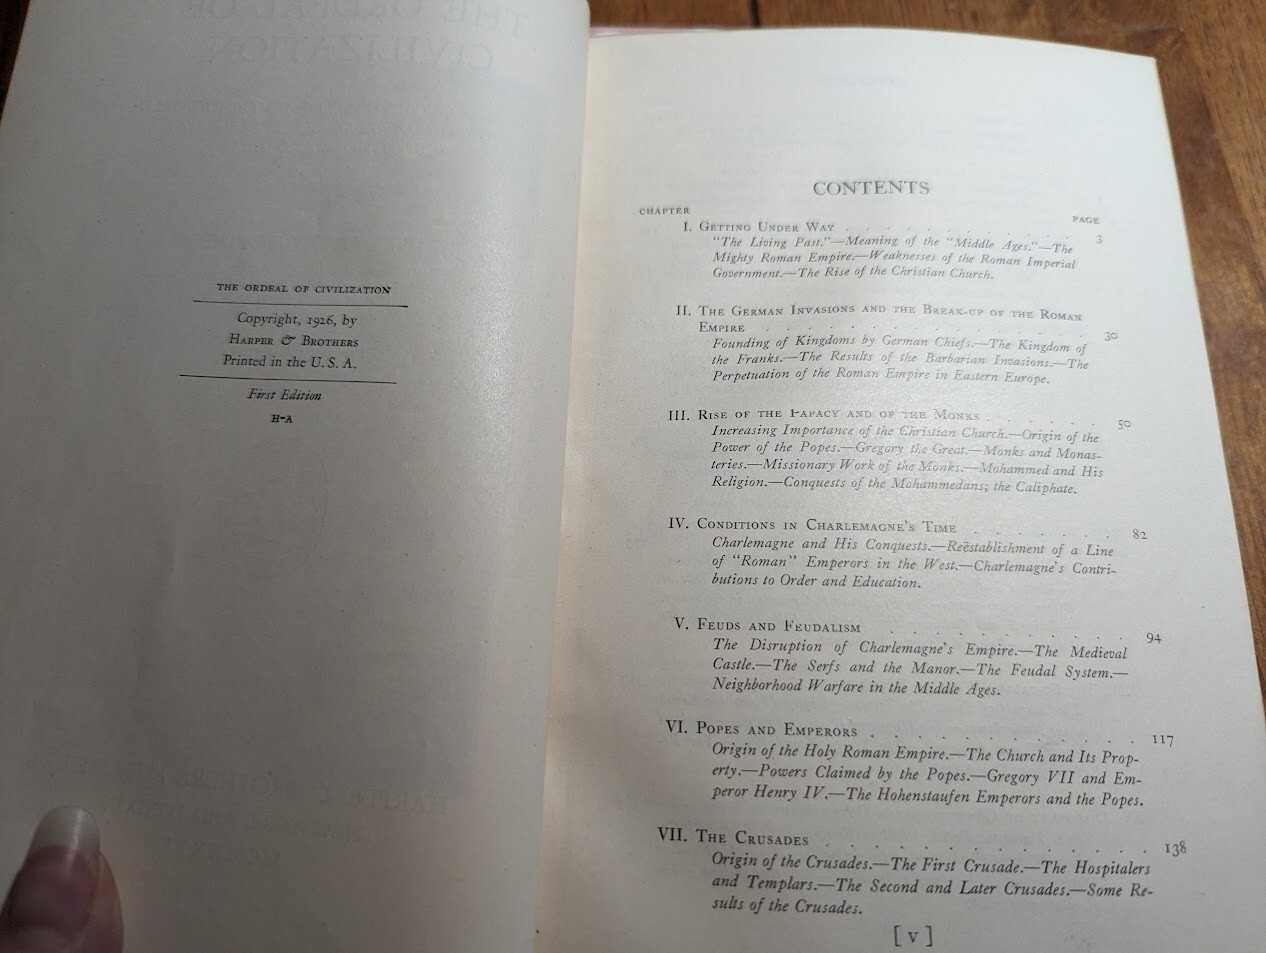 THE ORDEAL OF CIVILIZATION
Copyright, 1926, by
HARPER & BROTHERS
Printed in the U. S. A.
First Edition
H-A
CONTENTS
CHAPTER PAGE
I. GETTING UNDER WAY . . . . . . . . . . . . 3
"The Living Past."—Meaning of the "Middle Ages."—The
Mighty Roman Empire.—Weaknesses of the Roman Imperial
Government.—The Rise of the Christian Church.
II. THE GERMAN INVASIONS AND THE BREAK-UP OF THE ROMAN
EMPIRE . . . . . . . . . . . . . . . 30
Founding of Kingdoms by German Chiefs.—The Kingdom of
the Franks.—The Results of the Barbarian Invasions.—The
Perpetuation of the Roman Empire in Eastern Europe.
III. RISE OF THE PAPACY AND OF THE MONKS . . . . . . 50
Increasing Importance of the Christian Church.—Origin of the
Power of the Popes.—Gregory the Great.—Monks and Monas-
teries.—Missionary Work of the Monks.—Mohammed and His
Religion.—Conquests of the Mohammedans; the Caliphate.
IV. CONDITIONS IN CHARLEMAGNE'S TIME . . . . . . . 82
Charlemagne and His Conquests.—Reëstablishment of a Line
of "Roman" Emperors in the West.—Charlemagne's Contri-
butions to Order and Education.
V. FEUDS AND FEUDALISM . . . . . . . . . . . 94
The Disruption of Charlemagne's Empire.—The Medieval
Castle.—The Serfs and the Manor.—The Feudal System.—
Neighborhood Warfare in the Middle Ages.
VI. POPES AND EMPERORS . . . . . . . . . . . . 117
Origin of the Holy Roman Empire.—The Church and Its Prop-
erty.—Powers Claimed by the Popes.—Gregory VII and Em-
peror Henry IV.—The Hohenstaufen Emperors and the Popes.
VII. THE CRUSADES . . . . . . . . . . . . . . 138
Origin of the Crusades.—The First Crusade.—The Hospitalers
and Templars.—The Second and Later Crusades.—Some Re-
sults of the Crusades.
[ v ]